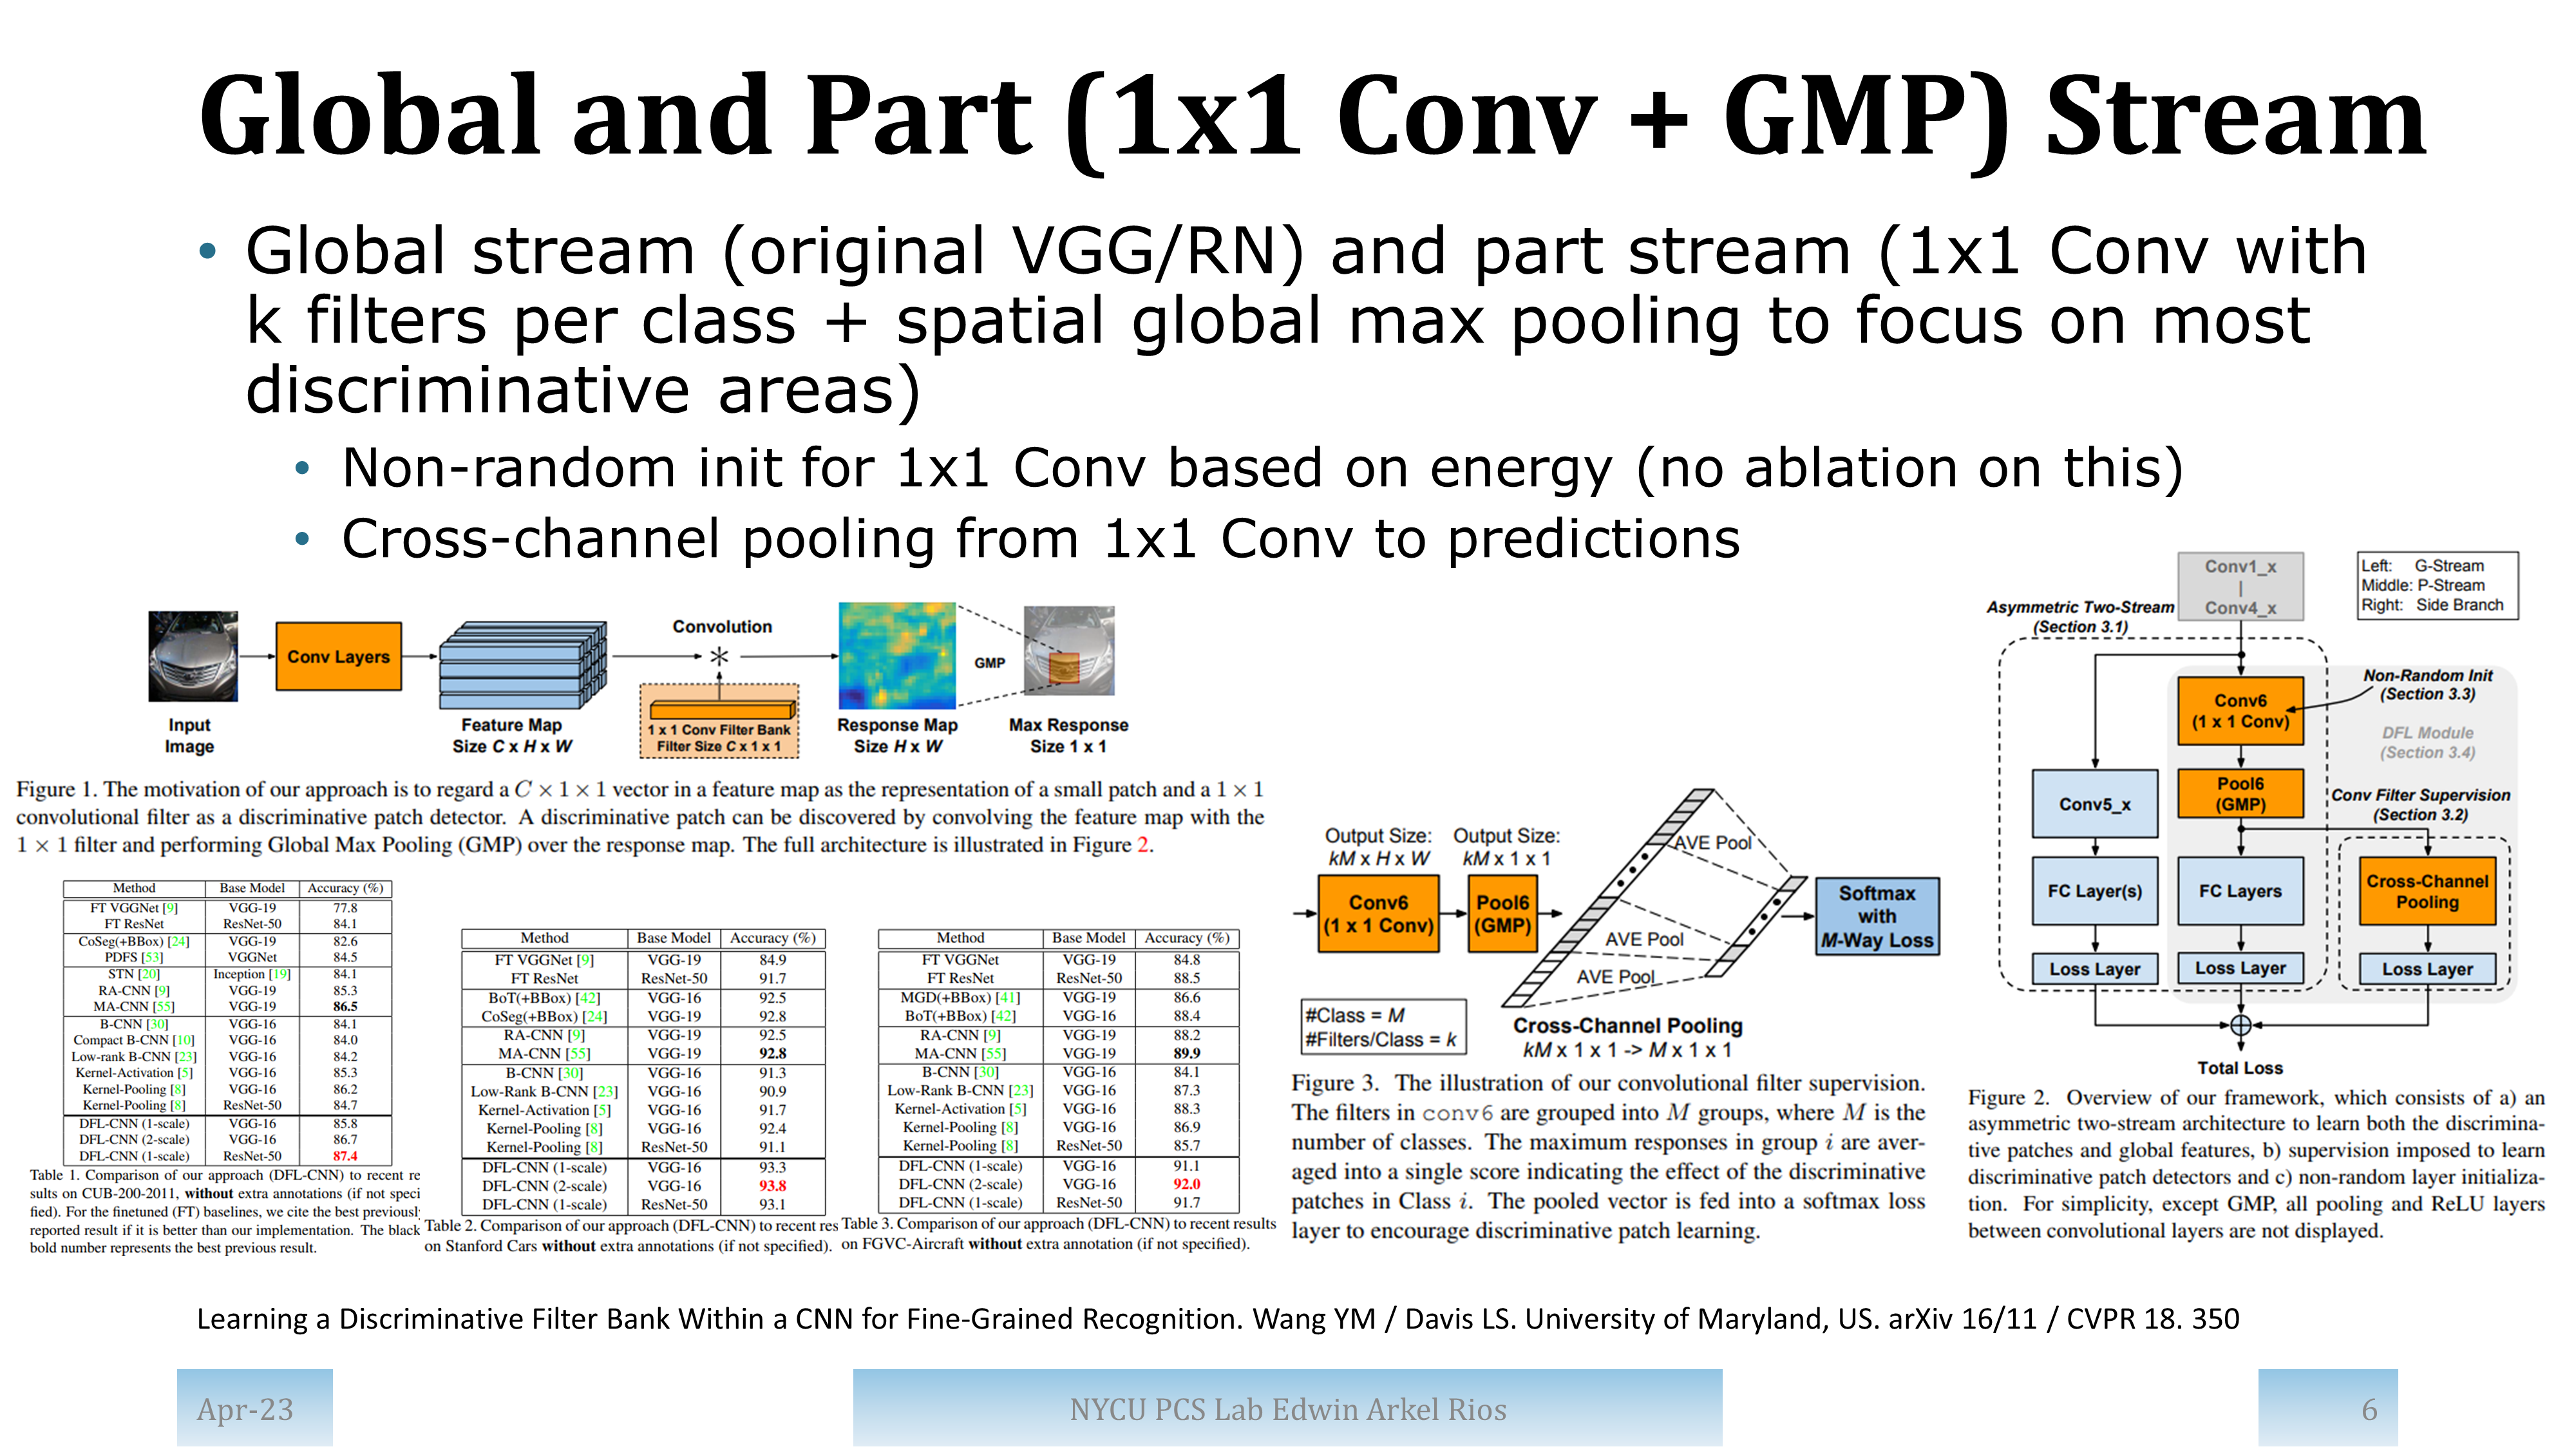 Global and Part (1x1 Conv + GMP) Stream
• Global stream (original VGG/RN) and part stream (1x1 Conv with
k filters per class + spatial global max pooling to focus on most
discriminative areas)
• Non-random init for 1x1 Conv based on energy (no ablation on this)
• Cross-channel pooling from 1x1 Conv to predictions
Input
Image
Conv Layers
Feature Map
Size C x H x W
Convolution
*
1 x 1 Conv Filter Bank
Filter Size C x 1 x 1
Response Map
Size H x W
GMP
Max Response
Size 1 x 1
Figure 1. The motivation of our approach is to regard a C × 1 × 1 vector in a feature map as the representation of a small patch and a 1 × 1
convolutional filter as a discriminative patch detector. A discriminative patch can be discovered by convolving the feature map with the
1 × 1 filter and performing Global Max Pooling (GMP) over the response map. The full architecture is illustrated in Figure 2.
Method Base Model Accuracy (%)
FT VGGNet [9] VGG-19 77.8
FT ResNet ResNet-50 84.1
CoSeg(+BBox) [24] VGG-19 82.6
PDFS [53] VGGNet 84.5
STN [20] Inception [19] 84.1
RA-CNN [9] VGG-19 85.3
MA-CNN [55] VGG-19 86.5
B-CNN [30] VGG-16 84.1
Compact B-CNN [10] VGG-16 84.0
Low-rank B-CNN [23] VGG-16 84.2
Kernel-Activation [5] VGG-16 85.3
Kernel-Pooling [8] VGG-16 86.2
Kernel-Pooling [8] ResNet-50 84.7
DFL-CNN (1-scale) VGG-16 85.8
DFL-CNN (2-scale) VGG-16 86.7
DFL-CNN (1-scale) ResNet-50 87.4
Table 1. Comparison of our approach (DFL-CNN) to recent re
sults on CUB-200-2011, without extra annotations (if not speci
fied). For the finetuned (FT) baselines, we cite the best previously
reported result if it is better than our implementation. The black
bold number represents the best previous result.
Method Base Model Accuracy (%)
FT VGGNet [9] VGG-19 84.9
FT ResNet ResNet-50 91.7
BoT(+BBox) [42] VGG-16 92.5
CoSeg(+BBox) [24] VGG-19 92.8
RA-CNN [9] VGG-19 92.5
MA-CNN [55] VGG-19 92.8
B-CNN [30] VGG-16 91.3
Low-Rank B-CNN [23] VGG-16 90.9
Kernel-Activation [5] VGG-16 91.7
Kernel-Pooling [8] VGG-16 92.4
Kernel-Pooling [8] ResNet-50 91.1
DFL-CNN (1-scale) VGG-16 93.3
DFL-CNN (2-scale) VGG-16 93.8
DFL-CNN (1-scale) ResNet-50 93.1
Table 2. Comparison of our approach (DFL-CNN) to recent res
on Stanford Cars without extra annotations (if not specified).
Method Base Model Accuracy (%)
FT VGGNet VGG-19 84.8
FT ResNet ResNet-50 88.5
MGD(+BBox) [41] VGG-19 86.6
BoT(+BBox) [42] VGG-16 88.4
RA-CNN [9] VGG-19 88.2
MA-CNN [55] VGG-19 89.9
B-CNN [30] VGG-16 84.1
Low-Rank B-CNN [23] VGG-16 87.3
Kernel-Activation [5] VGG-16 88.3
Kernel-Pooling [8] VGG-16 86.9
Kernel-Pooling [8] ResNet-50 85.7
DFL-CNN (1-scale) VGG-16 91.1
DFL-CNN (2-scale) VGG-16 92.0
DFL-CNN (1-scale) ResNet-50 91.7
Table 3. Comparison of our approach (DFL-CNN) to recent results
on FGVC-Aircraft without extra annotation (if not specified).
Output Size:
kM x H x W
Output Size:
kM x 1 x 1
Conv6
(1 x 1 Conv)
Pool6
(GMP)
AVE Pool
AVE Pool
AVE Pool
Softmax
with
M-Way Loss
#Class = M
#Filters/Class = k
Cross-Channel Pooling
kM x 1 x 1 -> M x 1 x 1
Figure 3. The illustration of our convolutional filter supervision.
The filters in conv6 are grouped into M groups, where M is the
number of classes. The maximum responses in group i are aver-
aged into a single score indicating the effect of the discriminative
patches in Class i. The pooled vector is fed into a softmax loss
layer to encourage discriminative patch learning.
Conv1_x
|
Conv4_x
Left: G-Stream
Middle: P-Stream
Right: Side Branch
Asymmetric Two-Stream
(Section 3.1)
Non-Random Init
(Section 3.3)
Conv6
(1 x 1 Conv)
DFL Module
(Section 3.4)
Conv5_x
Pool6
(GMP)
Conv Filter Supervision
(Section 3.2)
FC Layer(s)
FC Layers
Cross-Channel
Pooling
Loss Layer
Loss Layer
Loss Layer
Total Loss
Figure 2. Overview of our framework, which consists of a) an
asymmetric two-stream architecture to learn both the discrimina-
tive patches and global features, b) supervision imposed to learn
discriminative patch detectors and c) non-random layer initializa-
tion. For simplicity, except GMP, all pooling and ReLU layers
between convolutional layers are not displayed.
Learning a Discriminative Filter Bank Within a CNN for Fine-Grained Recognition. Wang YM / Davis LS. University of Maryland, US. arXiv 16/11 / CVPR 18. 350
Apr-23
NYCU PCS Lab Edwin Arkel Rios
6